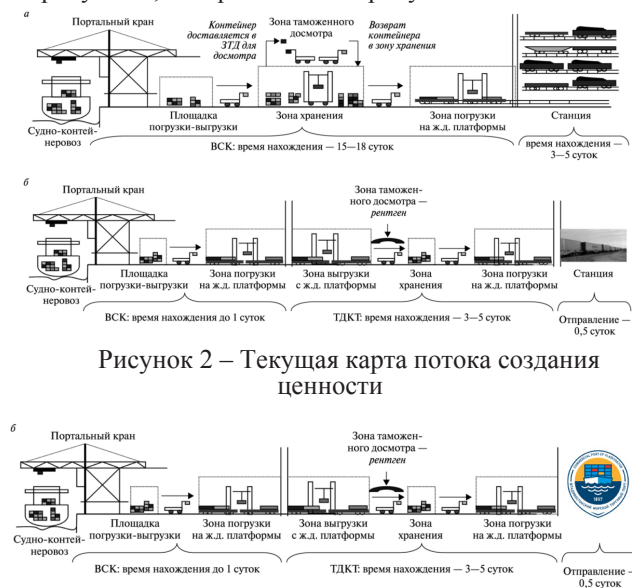 а
Портальный кран
Контейнер
доставляется в
ЗТД для
досмотра
Зона таможенного
досмотра
Возврат
контейнера
в зону хранения
Судно-контей-
неровоз
Площадка
погрузки-выгрузки
Зона хранения
Зона погрузки
на ж.д. платформы
Станция
ВСК: время нахождения — 15—18 суток
время нахождения —
3—5 суток
б
Портальный кран
Зона таможен-
ного досмотра —
рентген
Судно-контей-
неровоз
Площадка
погрузки-выгрузки
Зона погрузки
на ж.д. платформы
Зона выгрузки
с ж.д. платформы
Зона
хранения
Зона погрузки
на ж.д. платформы
Станция
ВСК: время нахождения до 1 суток
ТДКТ: время нахождения — 3—5 суток
Отправление —
0,5 суток
Рисунок 2 – Текущая карта потока создания
ценности
б
Портальный кран
Зона таможен-
ного досмотра —
рентген
Судно-контей-
неровоз
Площадка
погрузки-выгрузки
Зона погрузки
на ж.д. платформы
Зона выгрузки
с ж.д. платформы
Зона
хранения
Зона погрузки
на ж.д. платформы
1897
ВСК: время нахождения до 1 суток
ТДКТ: время нахождения — 3—5 суток
Отправление —
0,5 суток